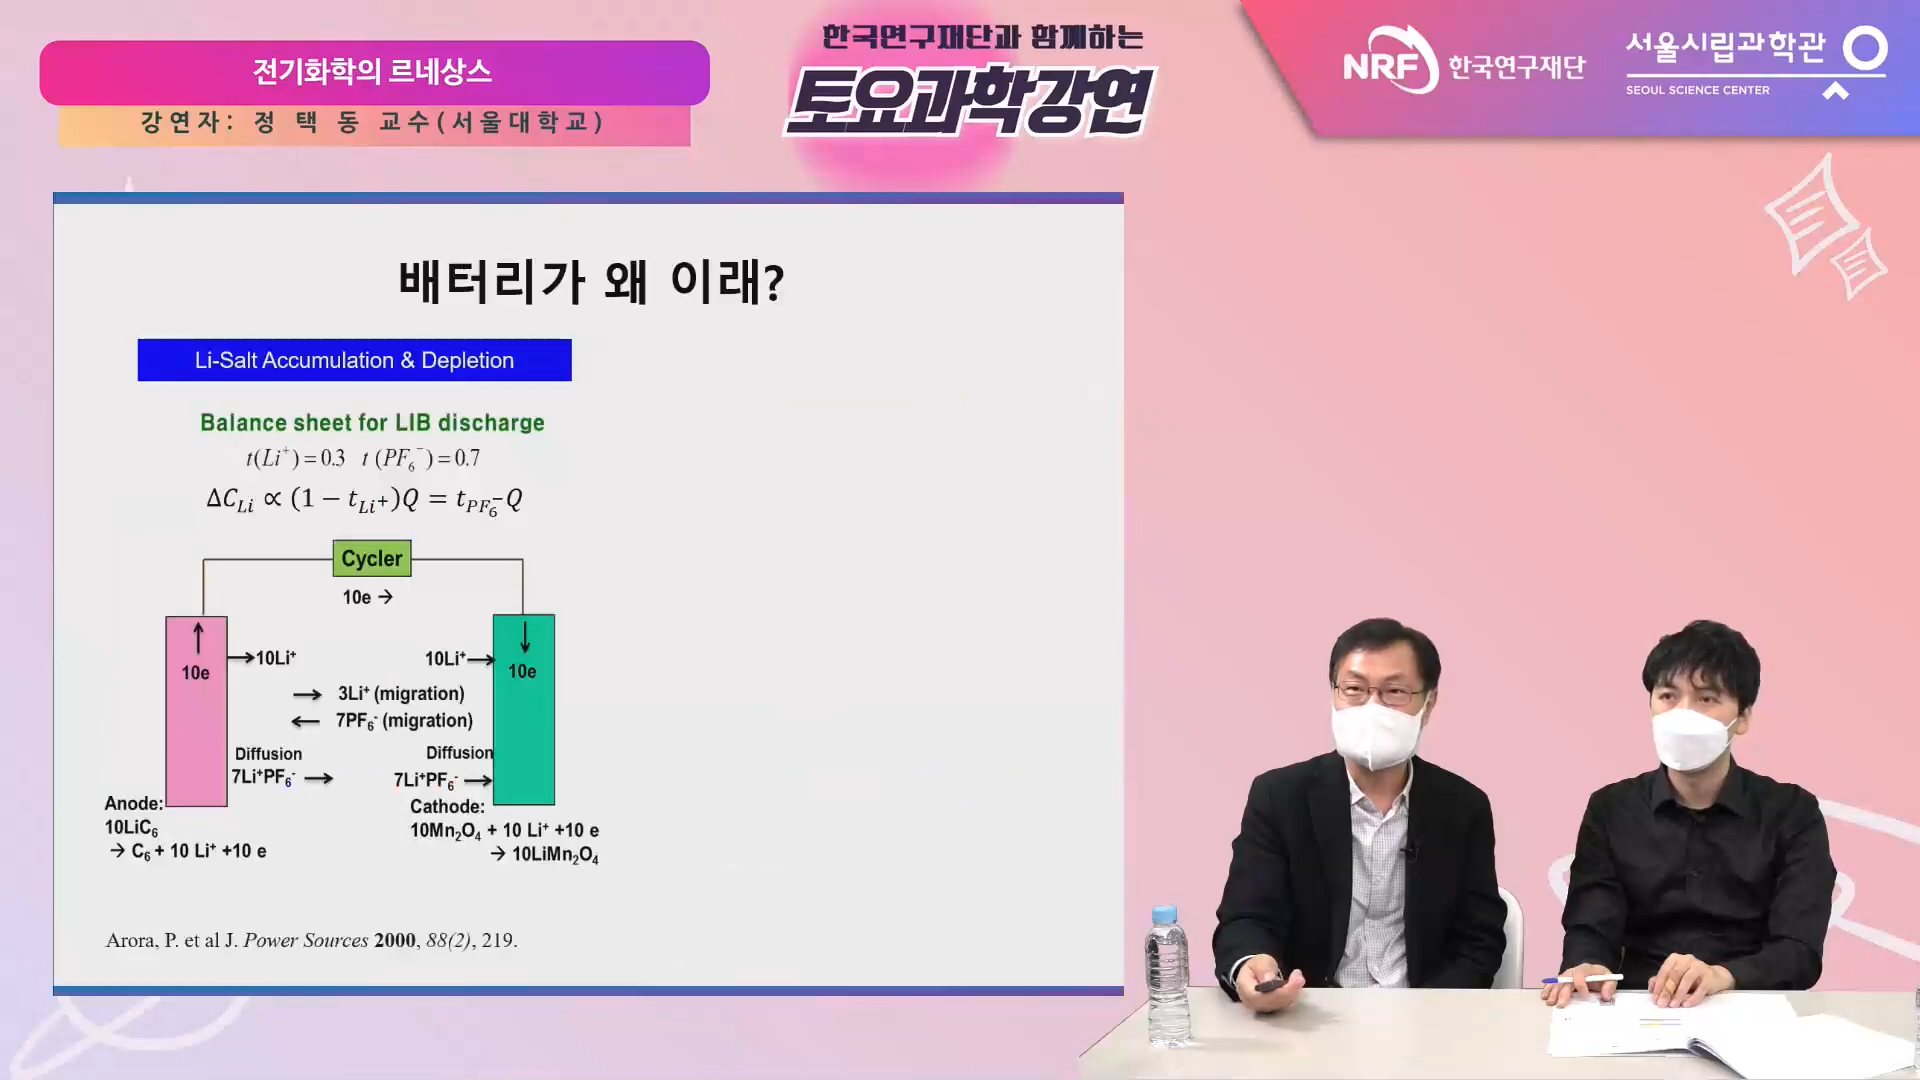 전기화학의 르네상스
강연자: 정 택 동 교수(서울대학교)
한국연구재단과 함께하는
토요과학강연
NRF 한국연구재단
서울시립과학관
SEOUL SCIENCE CENTER
배터리가 왜 이래?
Li-Salt Accumulation & Depletion
Balance sheet for LIB discharge
t(Li⁺) = 0.3 t (PF₆⁻) = 0.7
ΔC_Li ∝ (1 − t_Li⁺)Q = t_PF₆⁻Q
Cycler
10e →
10e
→10Li⁺
10Li⁺→
10e
→ 3Li⁺ (migration)
← 7PF₆⁻ (migration)
Diffusion
7Li⁺PF₆⁻ →
Diffusion
7Li⁺PF₆⁻ →
Anode:
10LiC₆
→ C₆ + 10 Li⁺ +10 e
Cathode:
10Mn₂O₄ + 10 Li⁺ +10 e
→ 10LiMn₂O₄
Arora, P. et al J. Power Sources 2000, 88(2), 219.